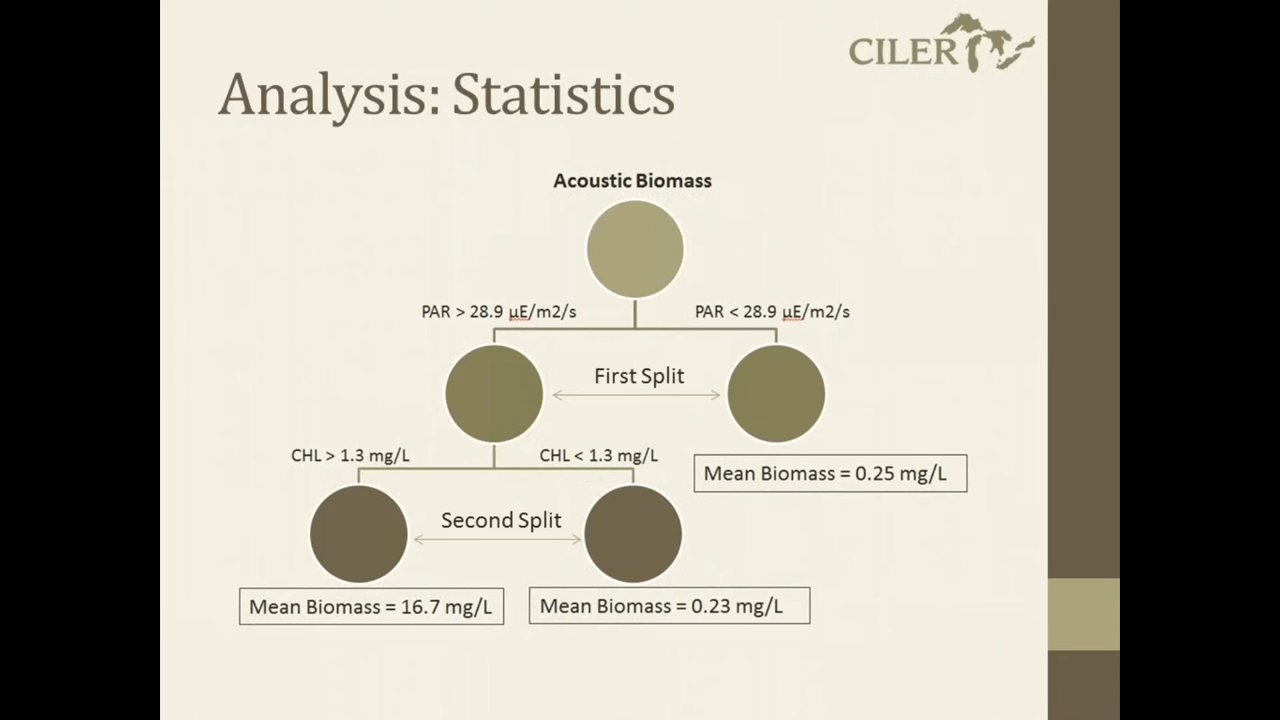 CILER
Analysis: Statistics
Acoustic Biomass
PAR > 28.9 µE/m2/s
PAR < 28.9 µE/m2/s
First Split
CHL > 1.3 mg/L
CHL < 1.3 mg/L
Mean Biomass = 0.25 mg/L
Second Split
Mean Biomass = 16.7 mg/L
Mean Biomass = 0.23 mg/L